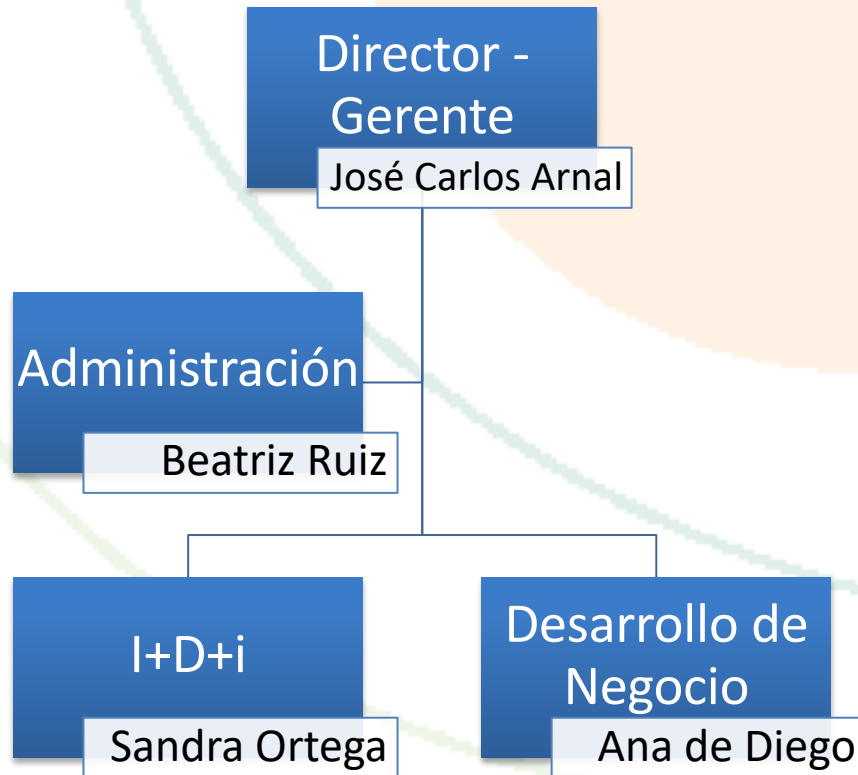 Director -
Gerente
José Carlos Arnal
Administración
Beatriz Ruiz
I+D+i
Sandra Ortega
Desarrollo de
Negocio
Ana de Diego